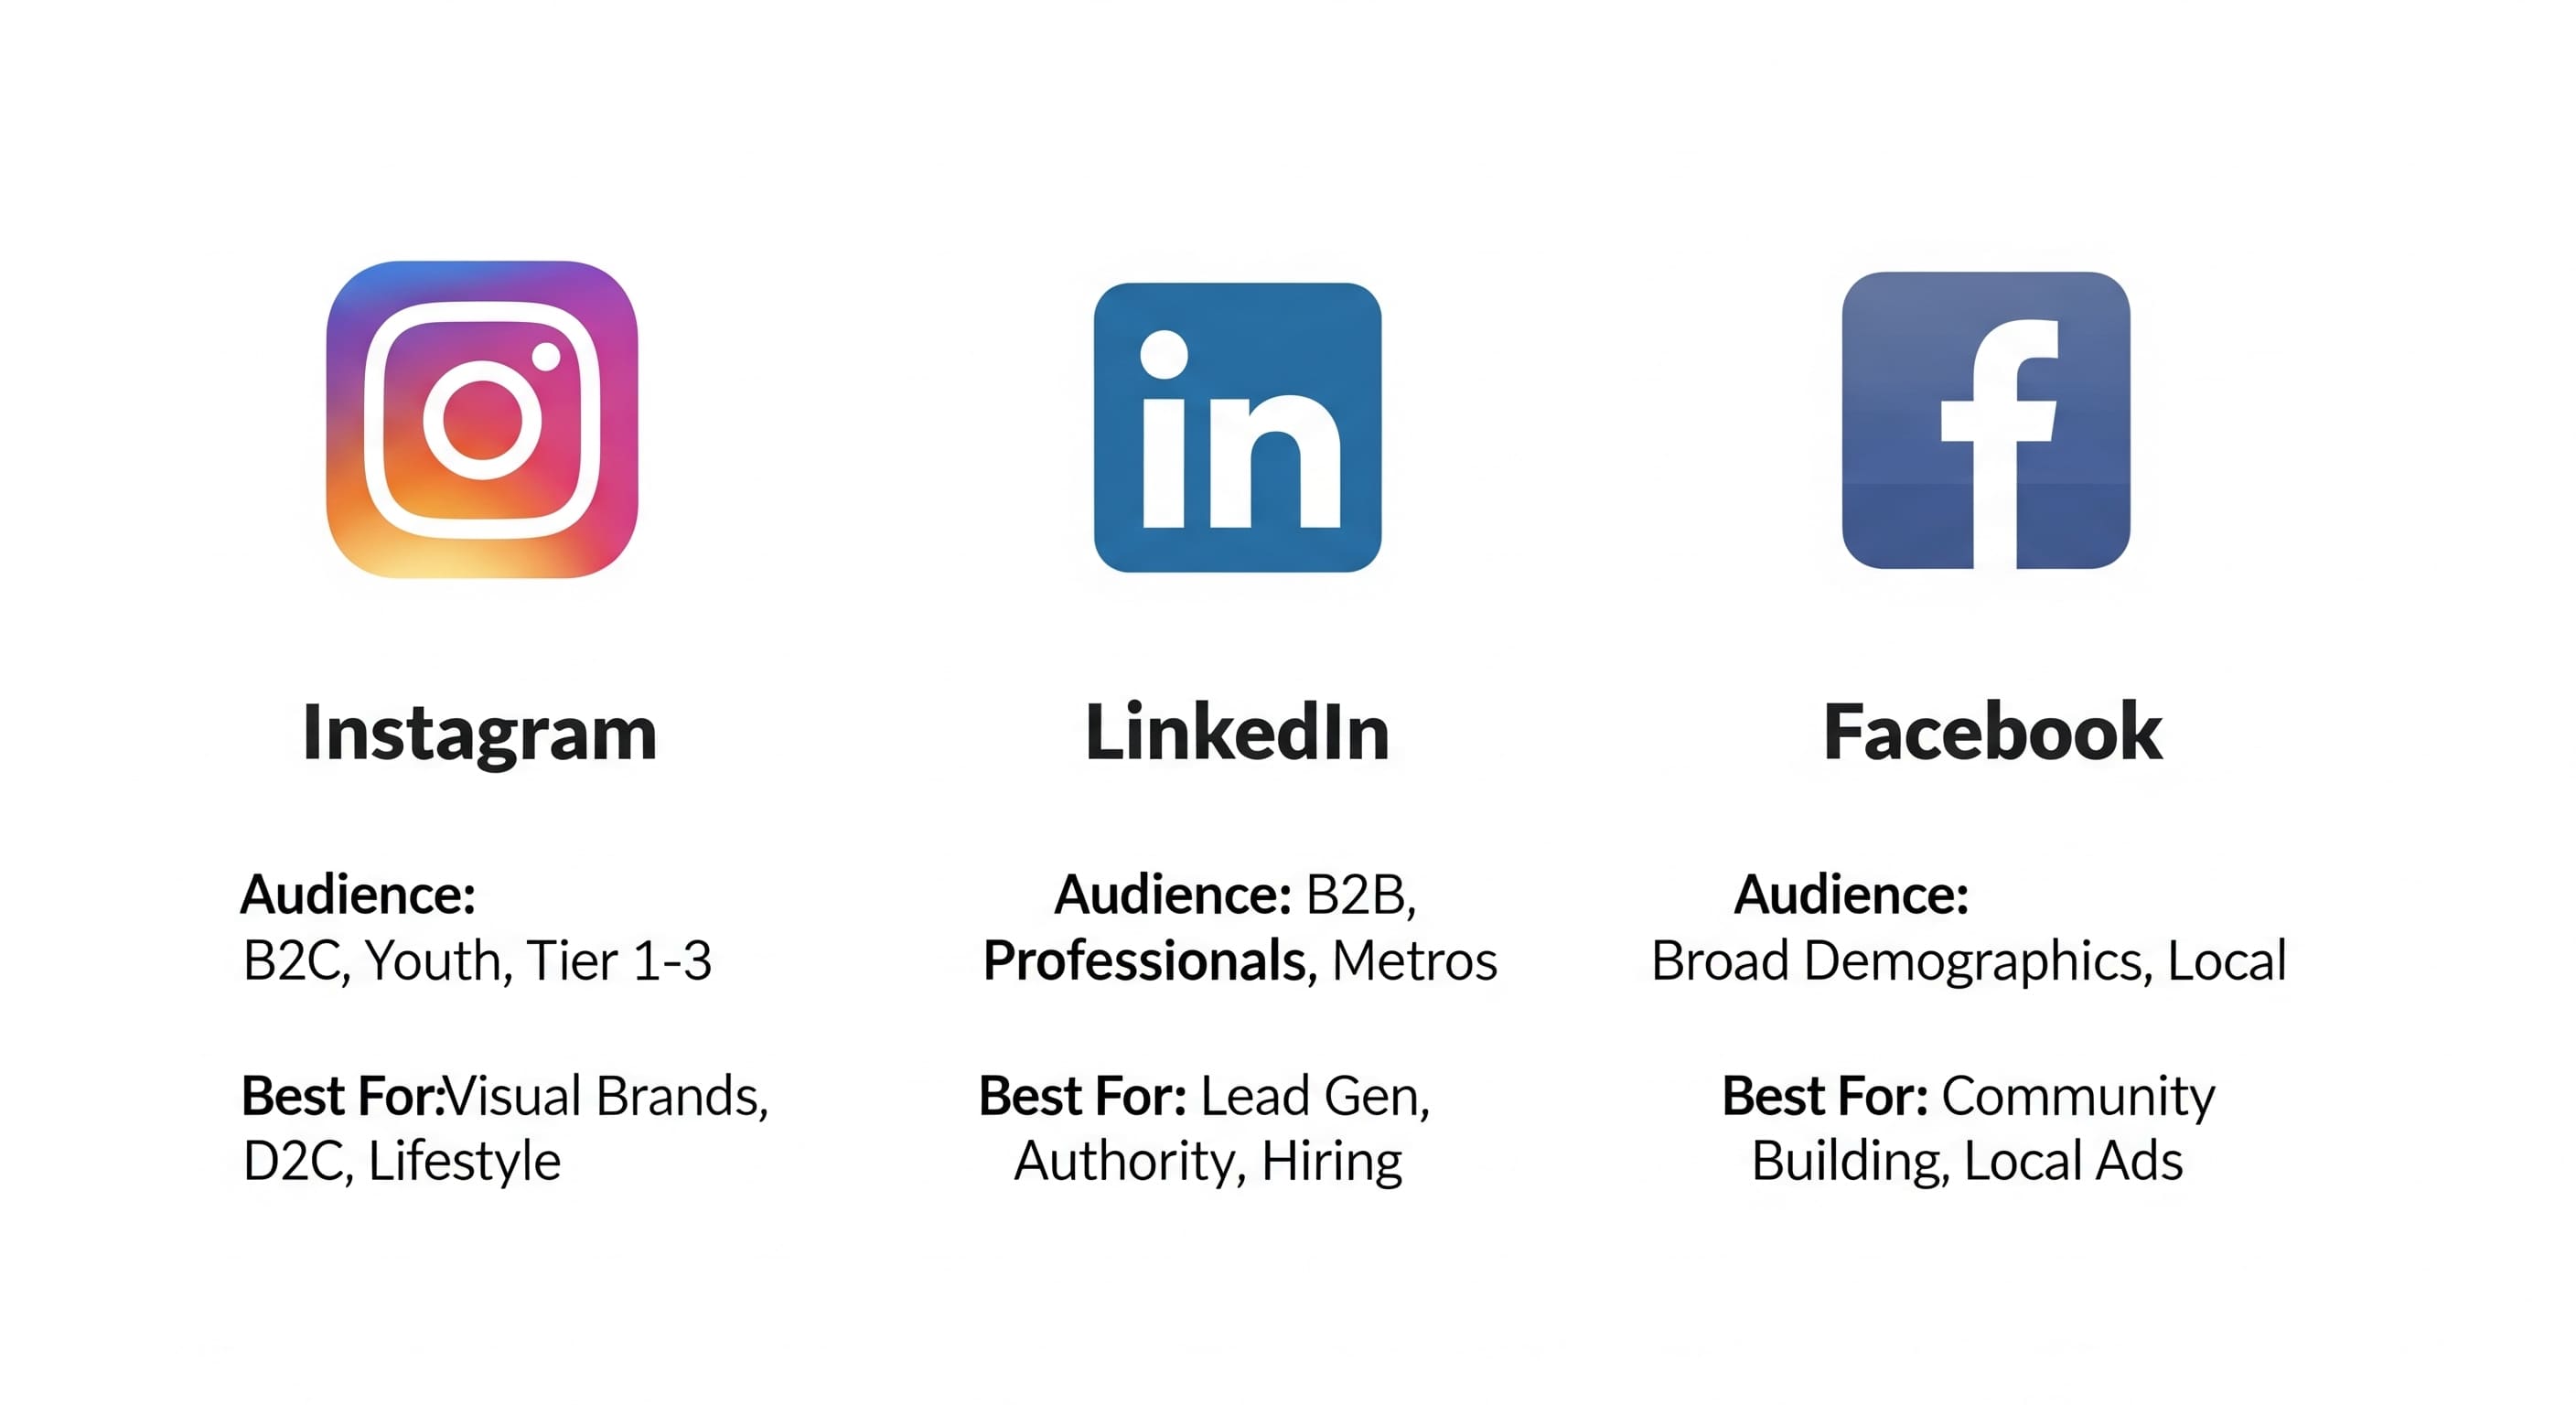 in
f
Instagram
Audience:
B2C, Youth, Tier 1-3
Best For:Visual Brands,
D2C, Lifestyle
LinkedIn
Audience: B2B,
Professionals, Metros
Best For: Lead Gen,
Authority, Hiring
Facebook
Audience:
Broad Demographics, Local
Best For: Community
Building, Local Ads